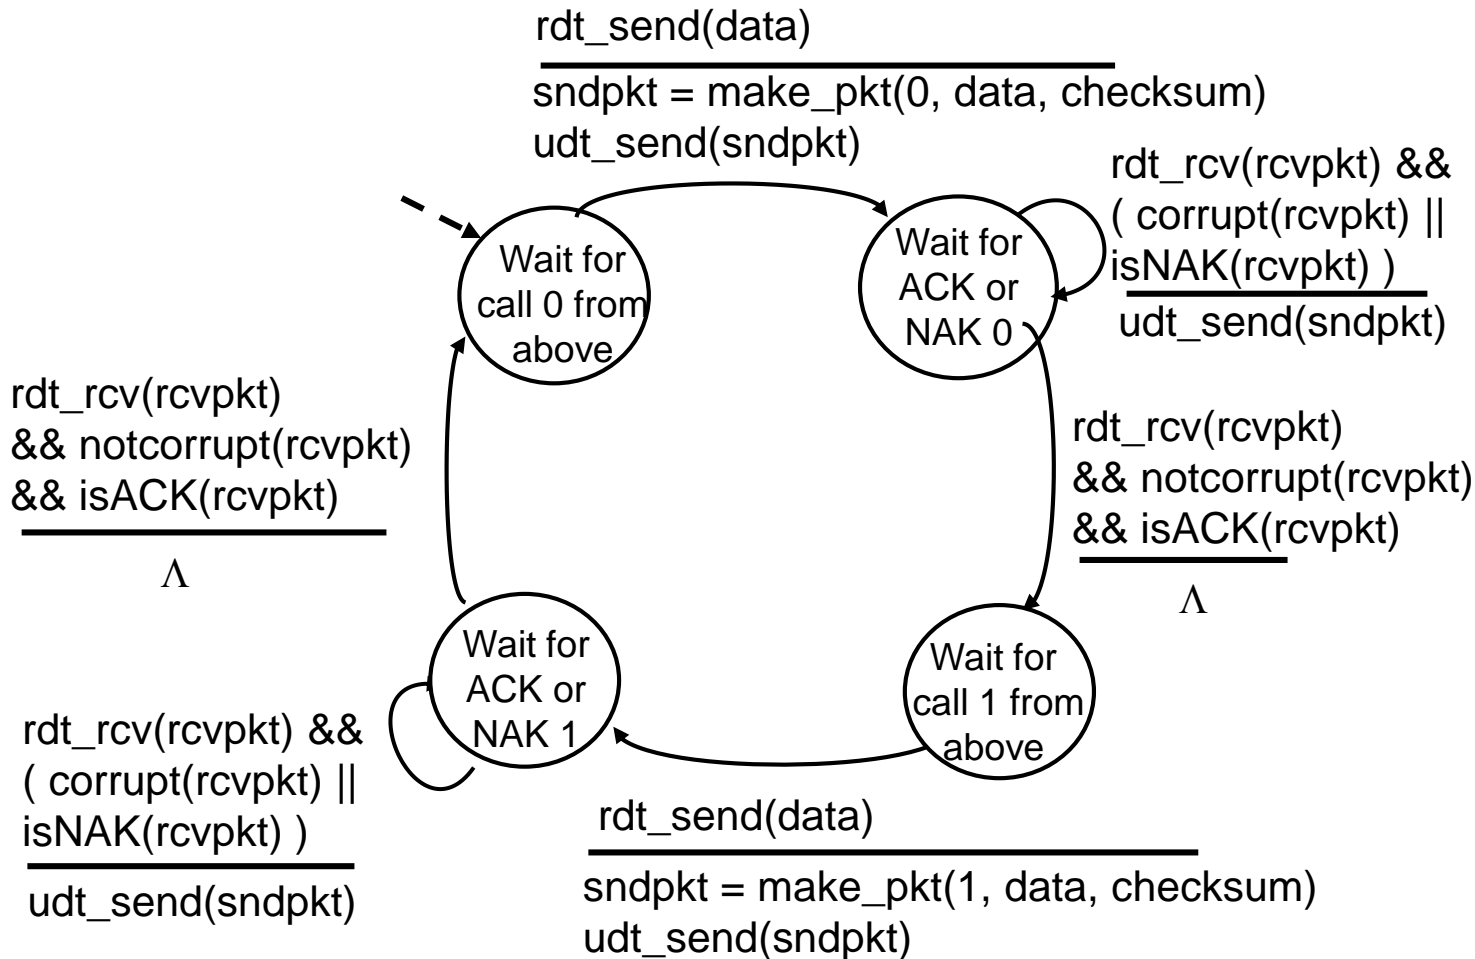 rdt_send(data)
sndpkt = make_pkt(0, data, checksum)
udt_send(sndpkt)
rdt_rcv(rcvpkt) &&
( corrupt(rcvpkt) ||
isNAK(rcvpkt) )
udt_send(sndpkt)
Wait for
call 0 from
above
Wait for
ACK or
NAK 0
rdt_rcv(rcvpkt)
&& notcorrupt(rcvpkt)
&& isACK(rcvpkt)
Λ
rdt_rcv(rcvpkt)
&& notcorrupt(rcvpkt)
&& isACK(rcvpkt)
Λ
Wait for
ACK or
NAK 1
Wait for
call 1 from
above
rdt_rcv(rcvpkt) &&
( corrupt(rcvpkt) ||
isNAK(rcvpkt) )
udt_send(sndpkt)
rdt_send(data)
sndpkt = make_pkt(1, data, checksum)
udt_send(sndpkt)